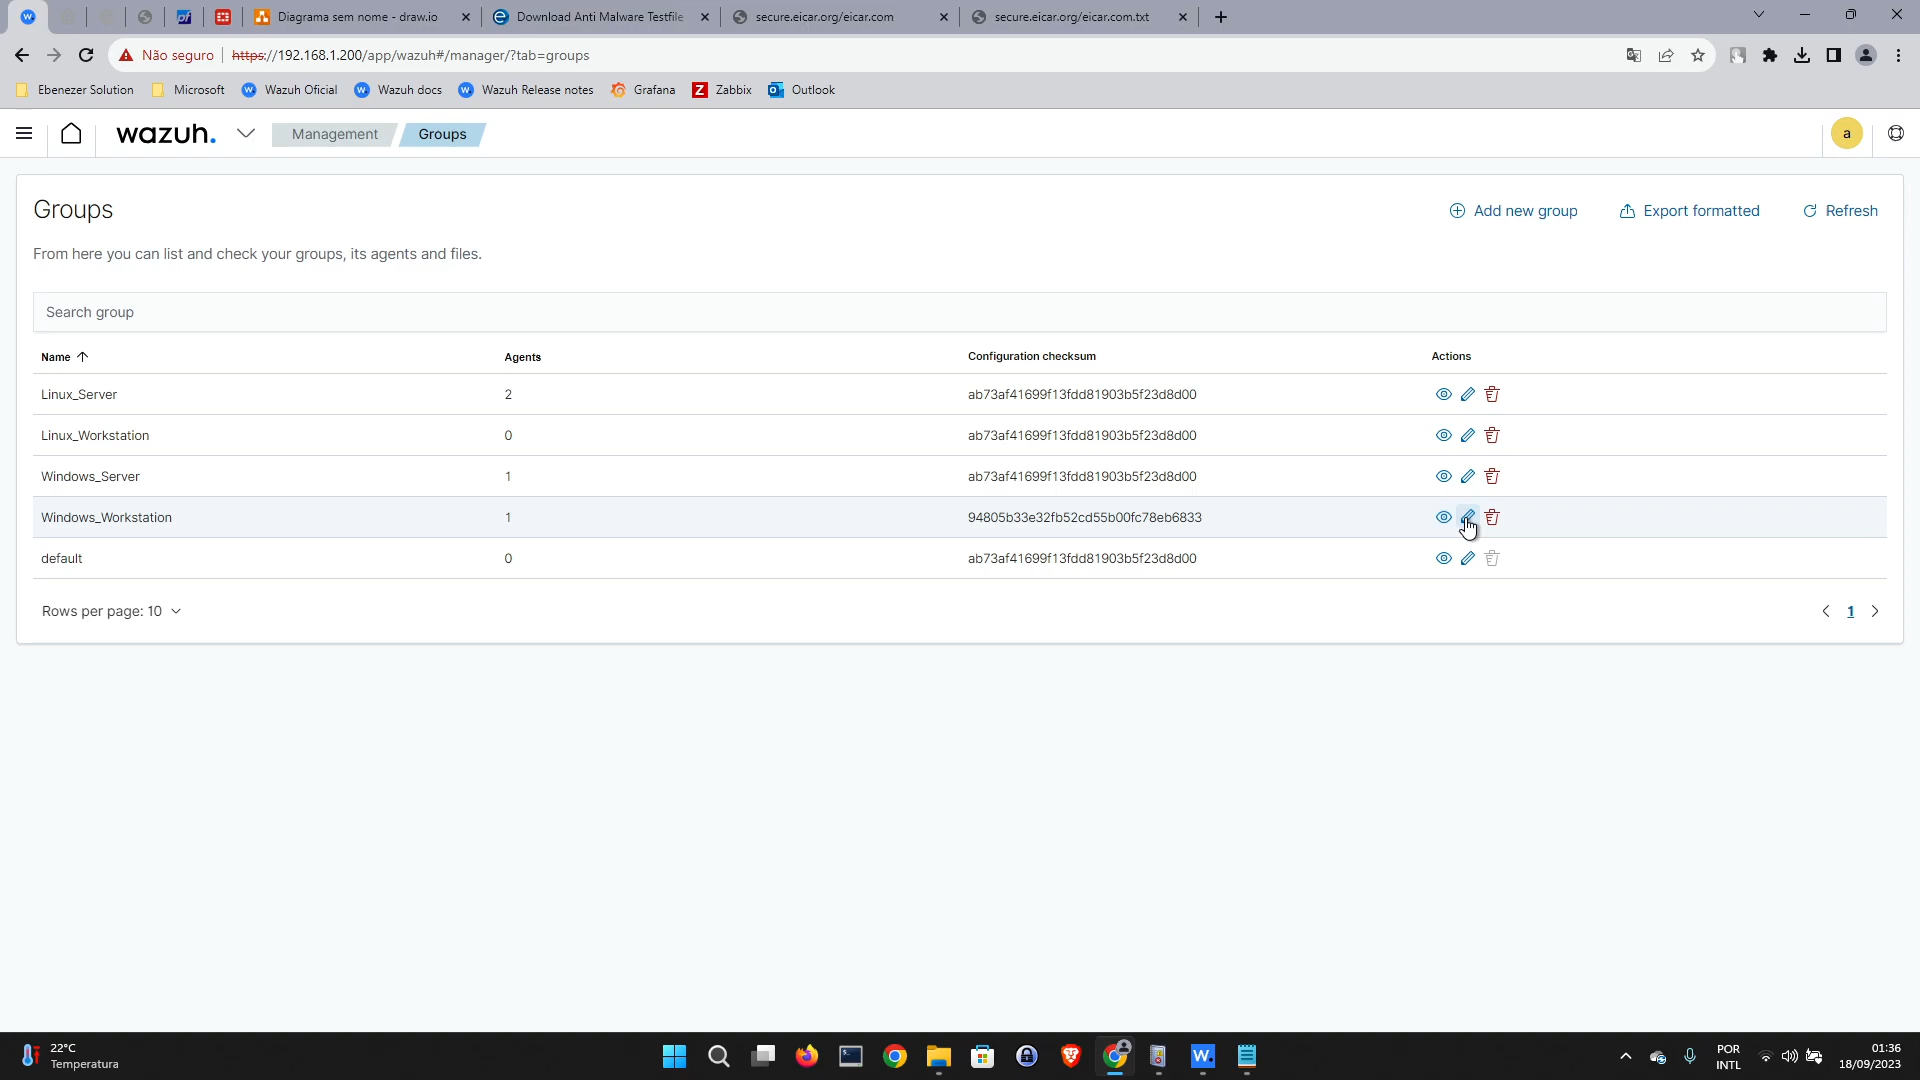 Diagrama sem nome - draw.io
Download Anti Malware Testfile
secure.eicar.org/eicar.com
secure.eicar.org/eicar.com.txt
Não seguro
https://192.168.1.200/app/wazuh#/manager/?tab=groups
Ebenezer Solution
Microsoft
Wazuh Oficial
Wazuh docs
Wazuh Release notes
Grafana
Zabbix
Outlook
wazuh.
Management
Groups
a
Groups
Add new group
Export formatted
Refresh
From here you can list and check your groups, its agents and files.
Search group
Name Agents Configuration checksum Actions
Linux_Server 2 ab73af41699f13fdd81903b5f23d8d00
Linux_Workstation 0 ab73af41699f13fdd81903b5f23d8d00
Windows_Server 1 ab73af41699f13fdd81903b5f23d8d00
Windows_Workstation 1 94805b33e32fb52cd55b00fc78eb6833
default 0 ab73af41699f13fdd81903b5f23d8d00
Rows per page: 10
1
22°C
Temperatura
POR
INTL
01:36
18/09/2023